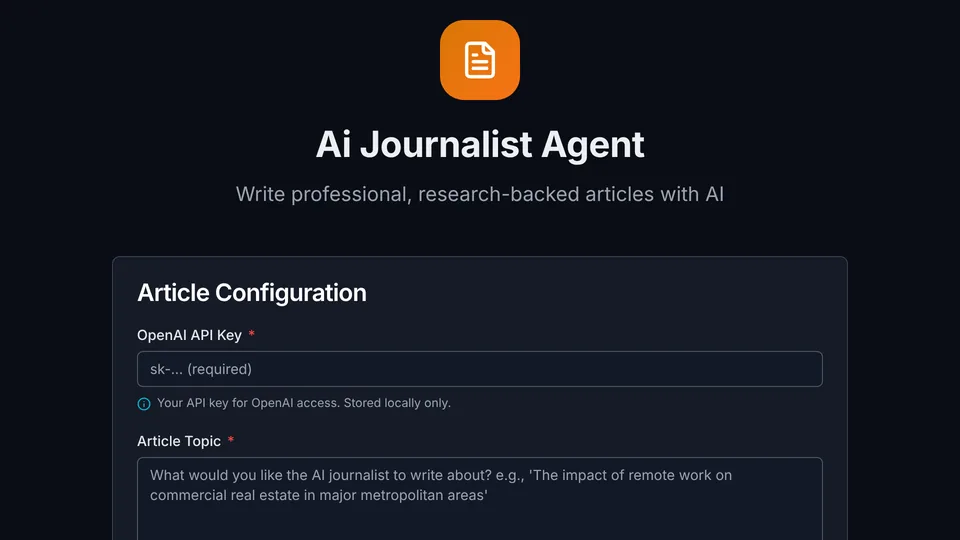 Ai Journalist Agent
Write professional, research-backed articles with AI
Article Configuration
OpenAI API Key *
sk-... (required)
Your API key for OpenAI access. Stored locally only.
Article Topic *
What would you like the AI journalist to write about? e.g., 'The impact of remote work on
commercial real estate in major metropolitan areas'